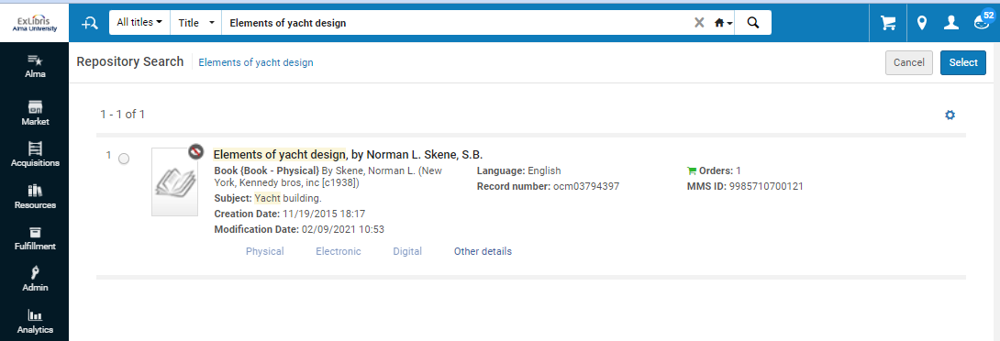 ExLibris
Alma University
All titles
Title
Elements of yacht design
52
Alma
Market
Acquisitions
Resources
Fulfillment
Admin
Analytics
Repository Search
Elements of yacht design
Cancel
Select
1 - 1 of 1
1
Elements of yacht design, by Norman L. Skene, S.B.
Book {Book - Physical} By Skene, Norman L. (New
York, Kennedy bros, inc [c1938])
Subject: Yacht building.
Creation Date: 11/19/2015 18:17
Modification Date: 02/09/2021 10:53
Language: English
Record number: ocm03794397
Orders: 1
MMS ID: 9985710700121
Physical
Electronic
Digital
Other details